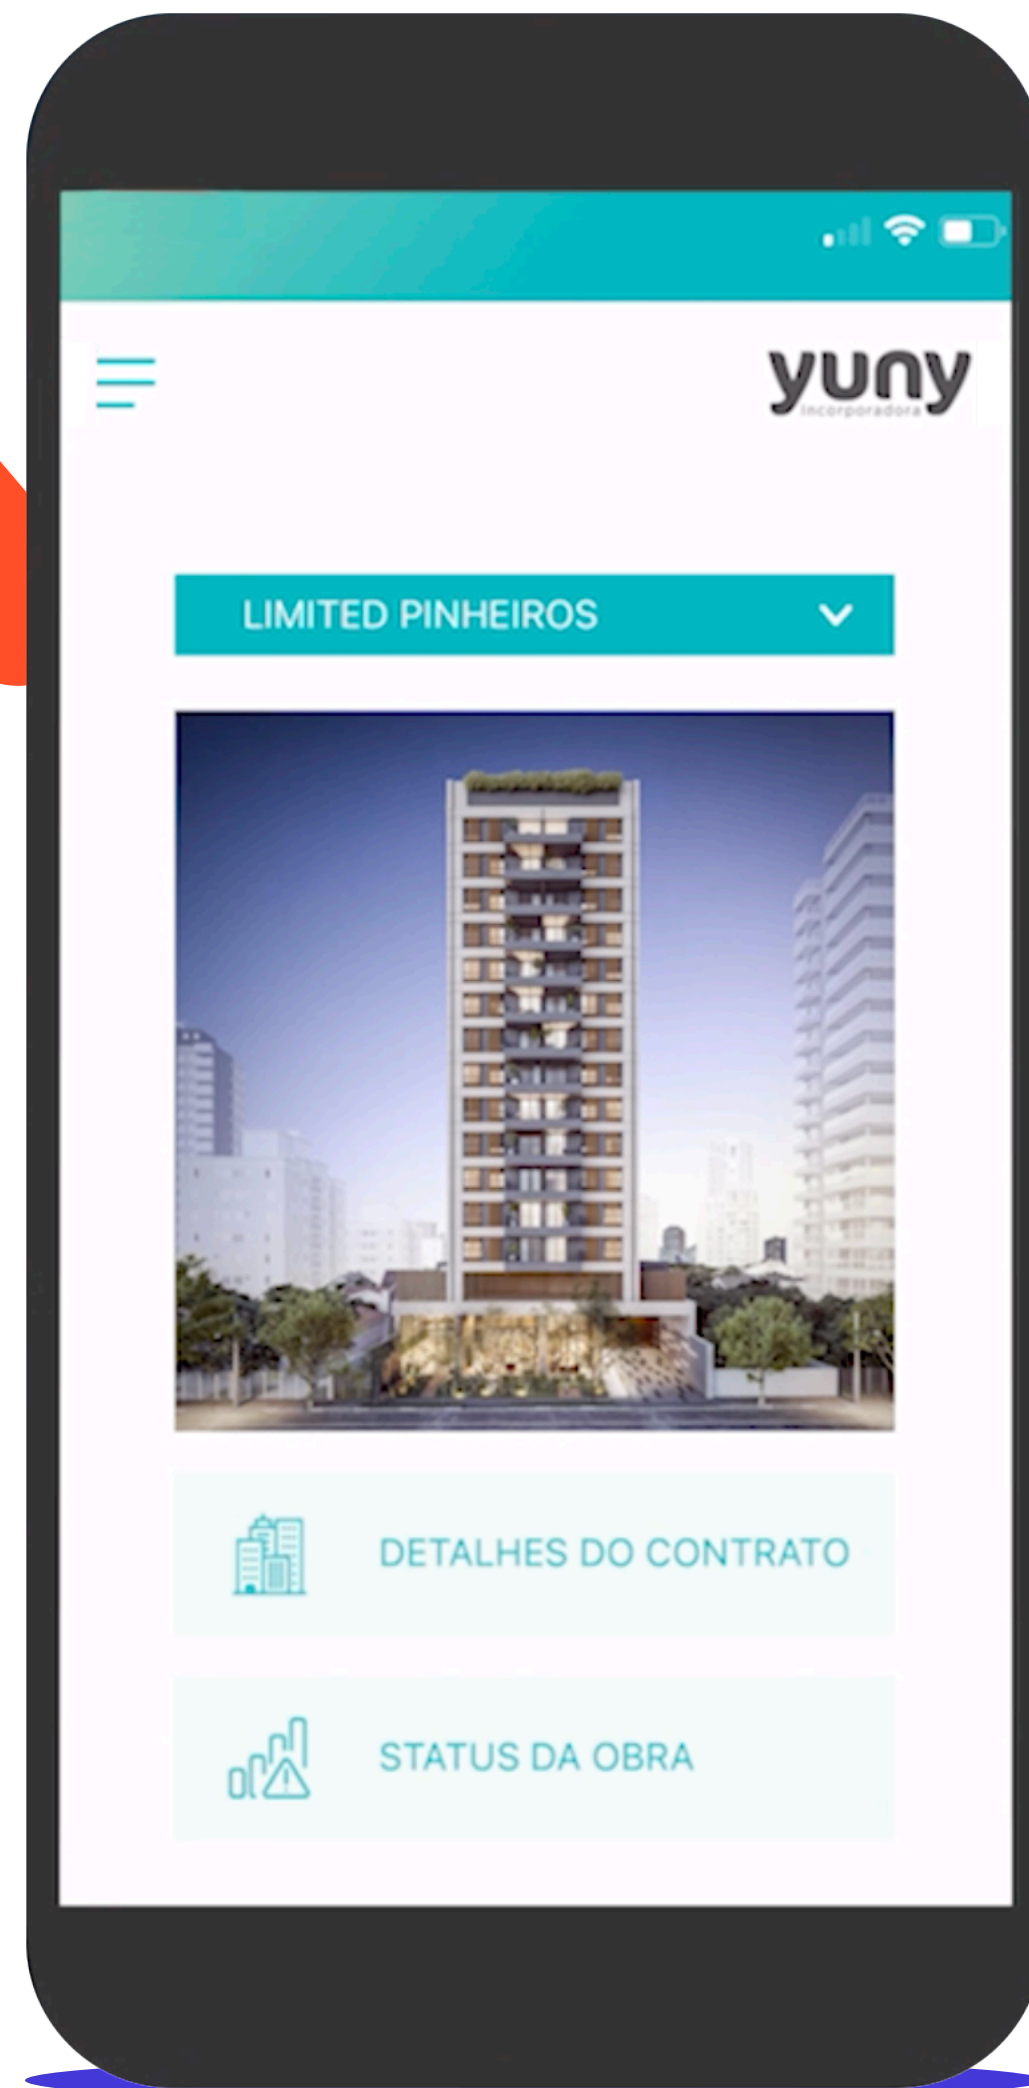 yuny
Incorporadora
LIMITED PINHEIROS
DETALHES DO CONTRATO
STATUS DA OBRA